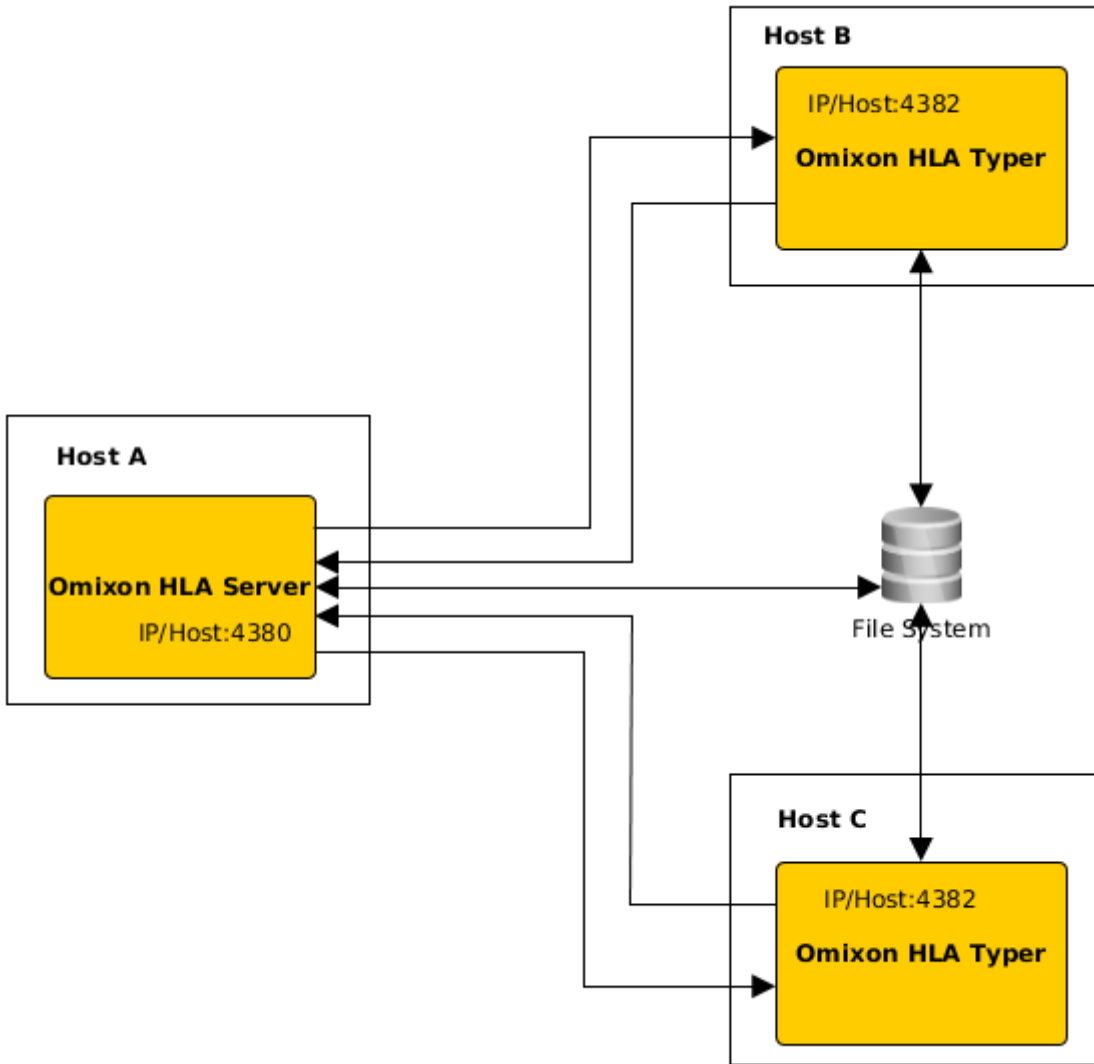 Host B
IP/Host:4382
Omixon HLA Typer
Host A
Omixon HLA Server
IP/Host:4380
File System
Host C
IP/Host:4382
Omixon HLA Typer